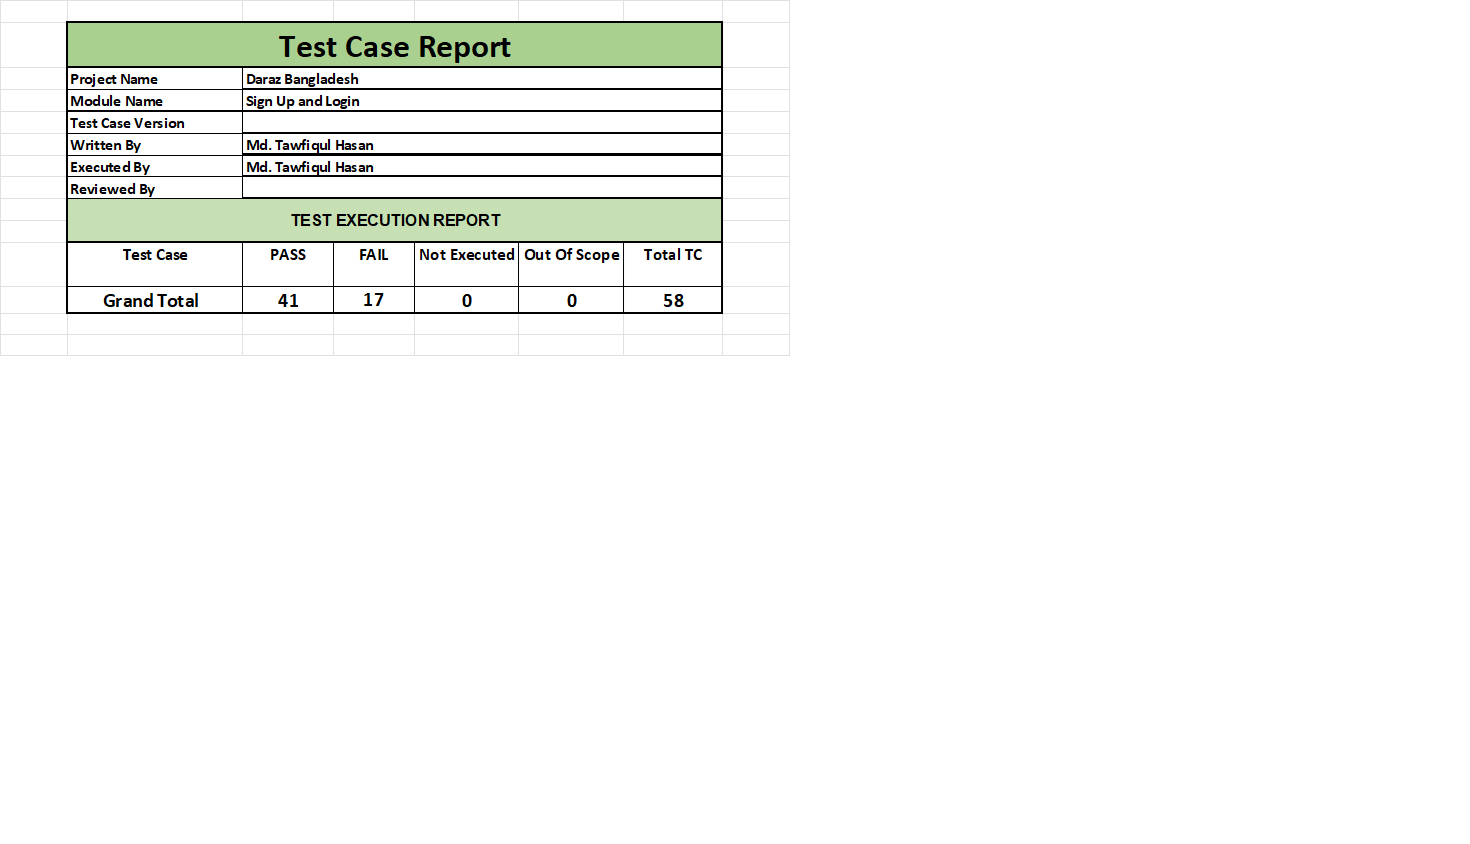 Test Case Report
Project Name Daraz Bangladesh
Module Name Sign Up and Login
Test Case Version
Written By Md. Tawfiqul Hasan
Executed By Md. Tawfiqul Hasan
Reviewed By
TEST EXECUTION REPORT
Test Case PASS FAIL Not Executed Out Of Scope Total TC
Grand Total 41 17 0 0 58